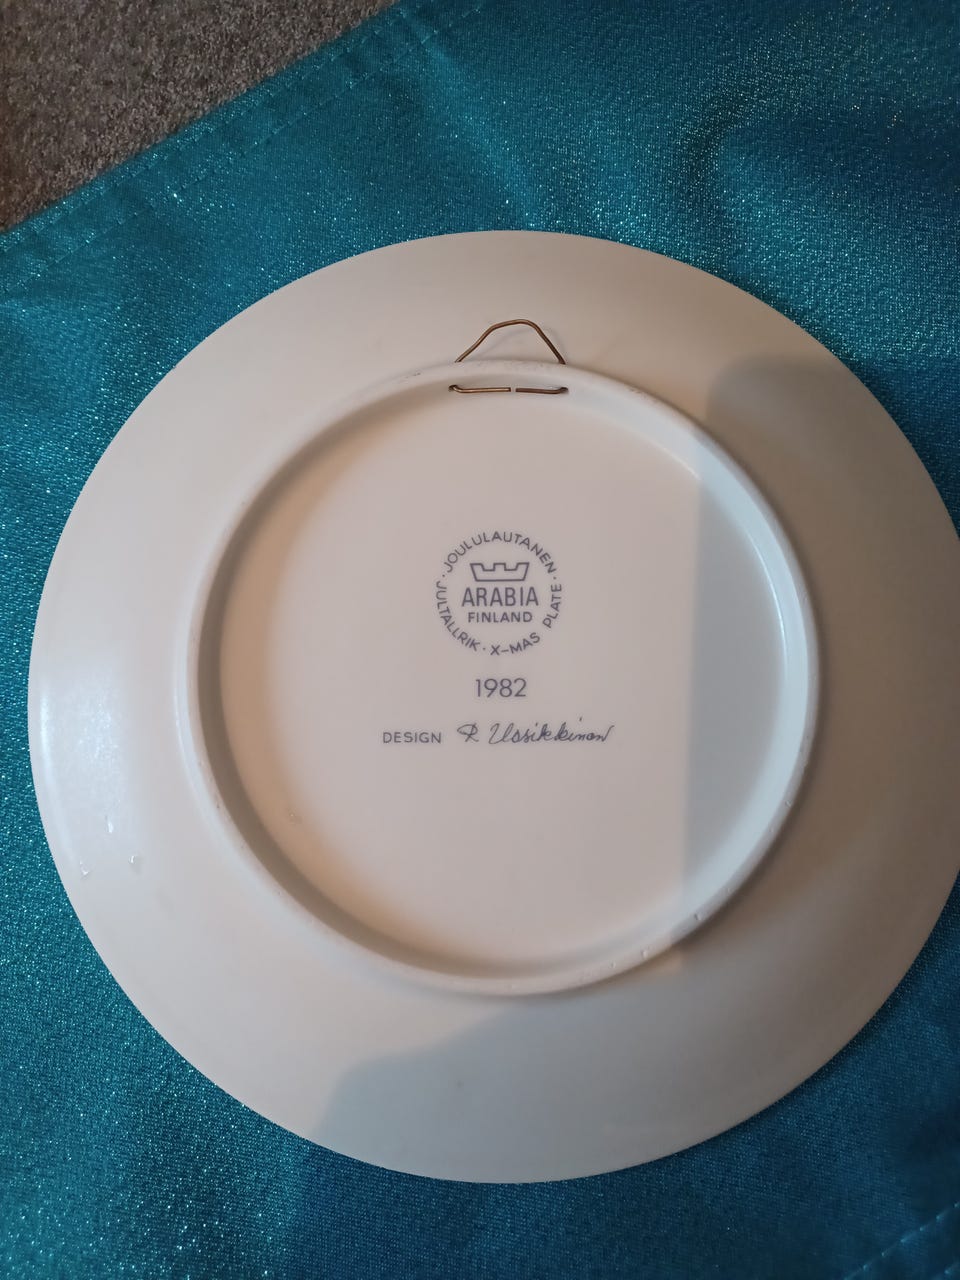 JOULULAUTANEN · X-MAS PLATE · JULTALLRIK ·
ARABIA
FINLAND
1982
DESIGN R Uosikkinen